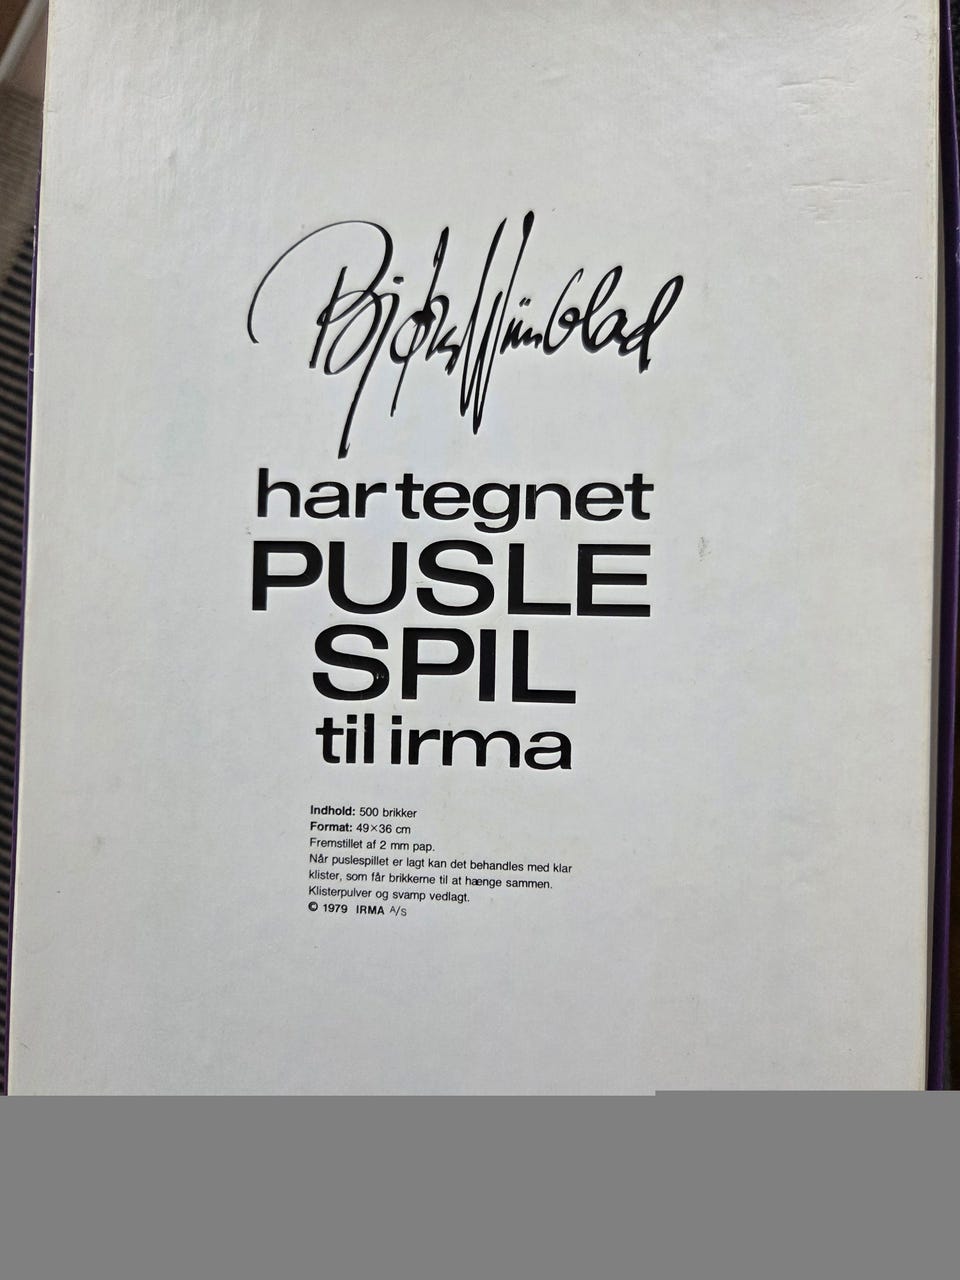 Bjørn Wiinblad
har tegnet
PUSLE
SPIL
til irma
Indhold: 500 brikker
Format: 49×36 cm
Fremstillet af 2 mm pap.
Når puslespillet er lagt kan det behandles med klar
klister, som får brikkerne til at hænge sammen.
Klisterpulver og svamp vedlagt.
© 1979 IRMA A/S